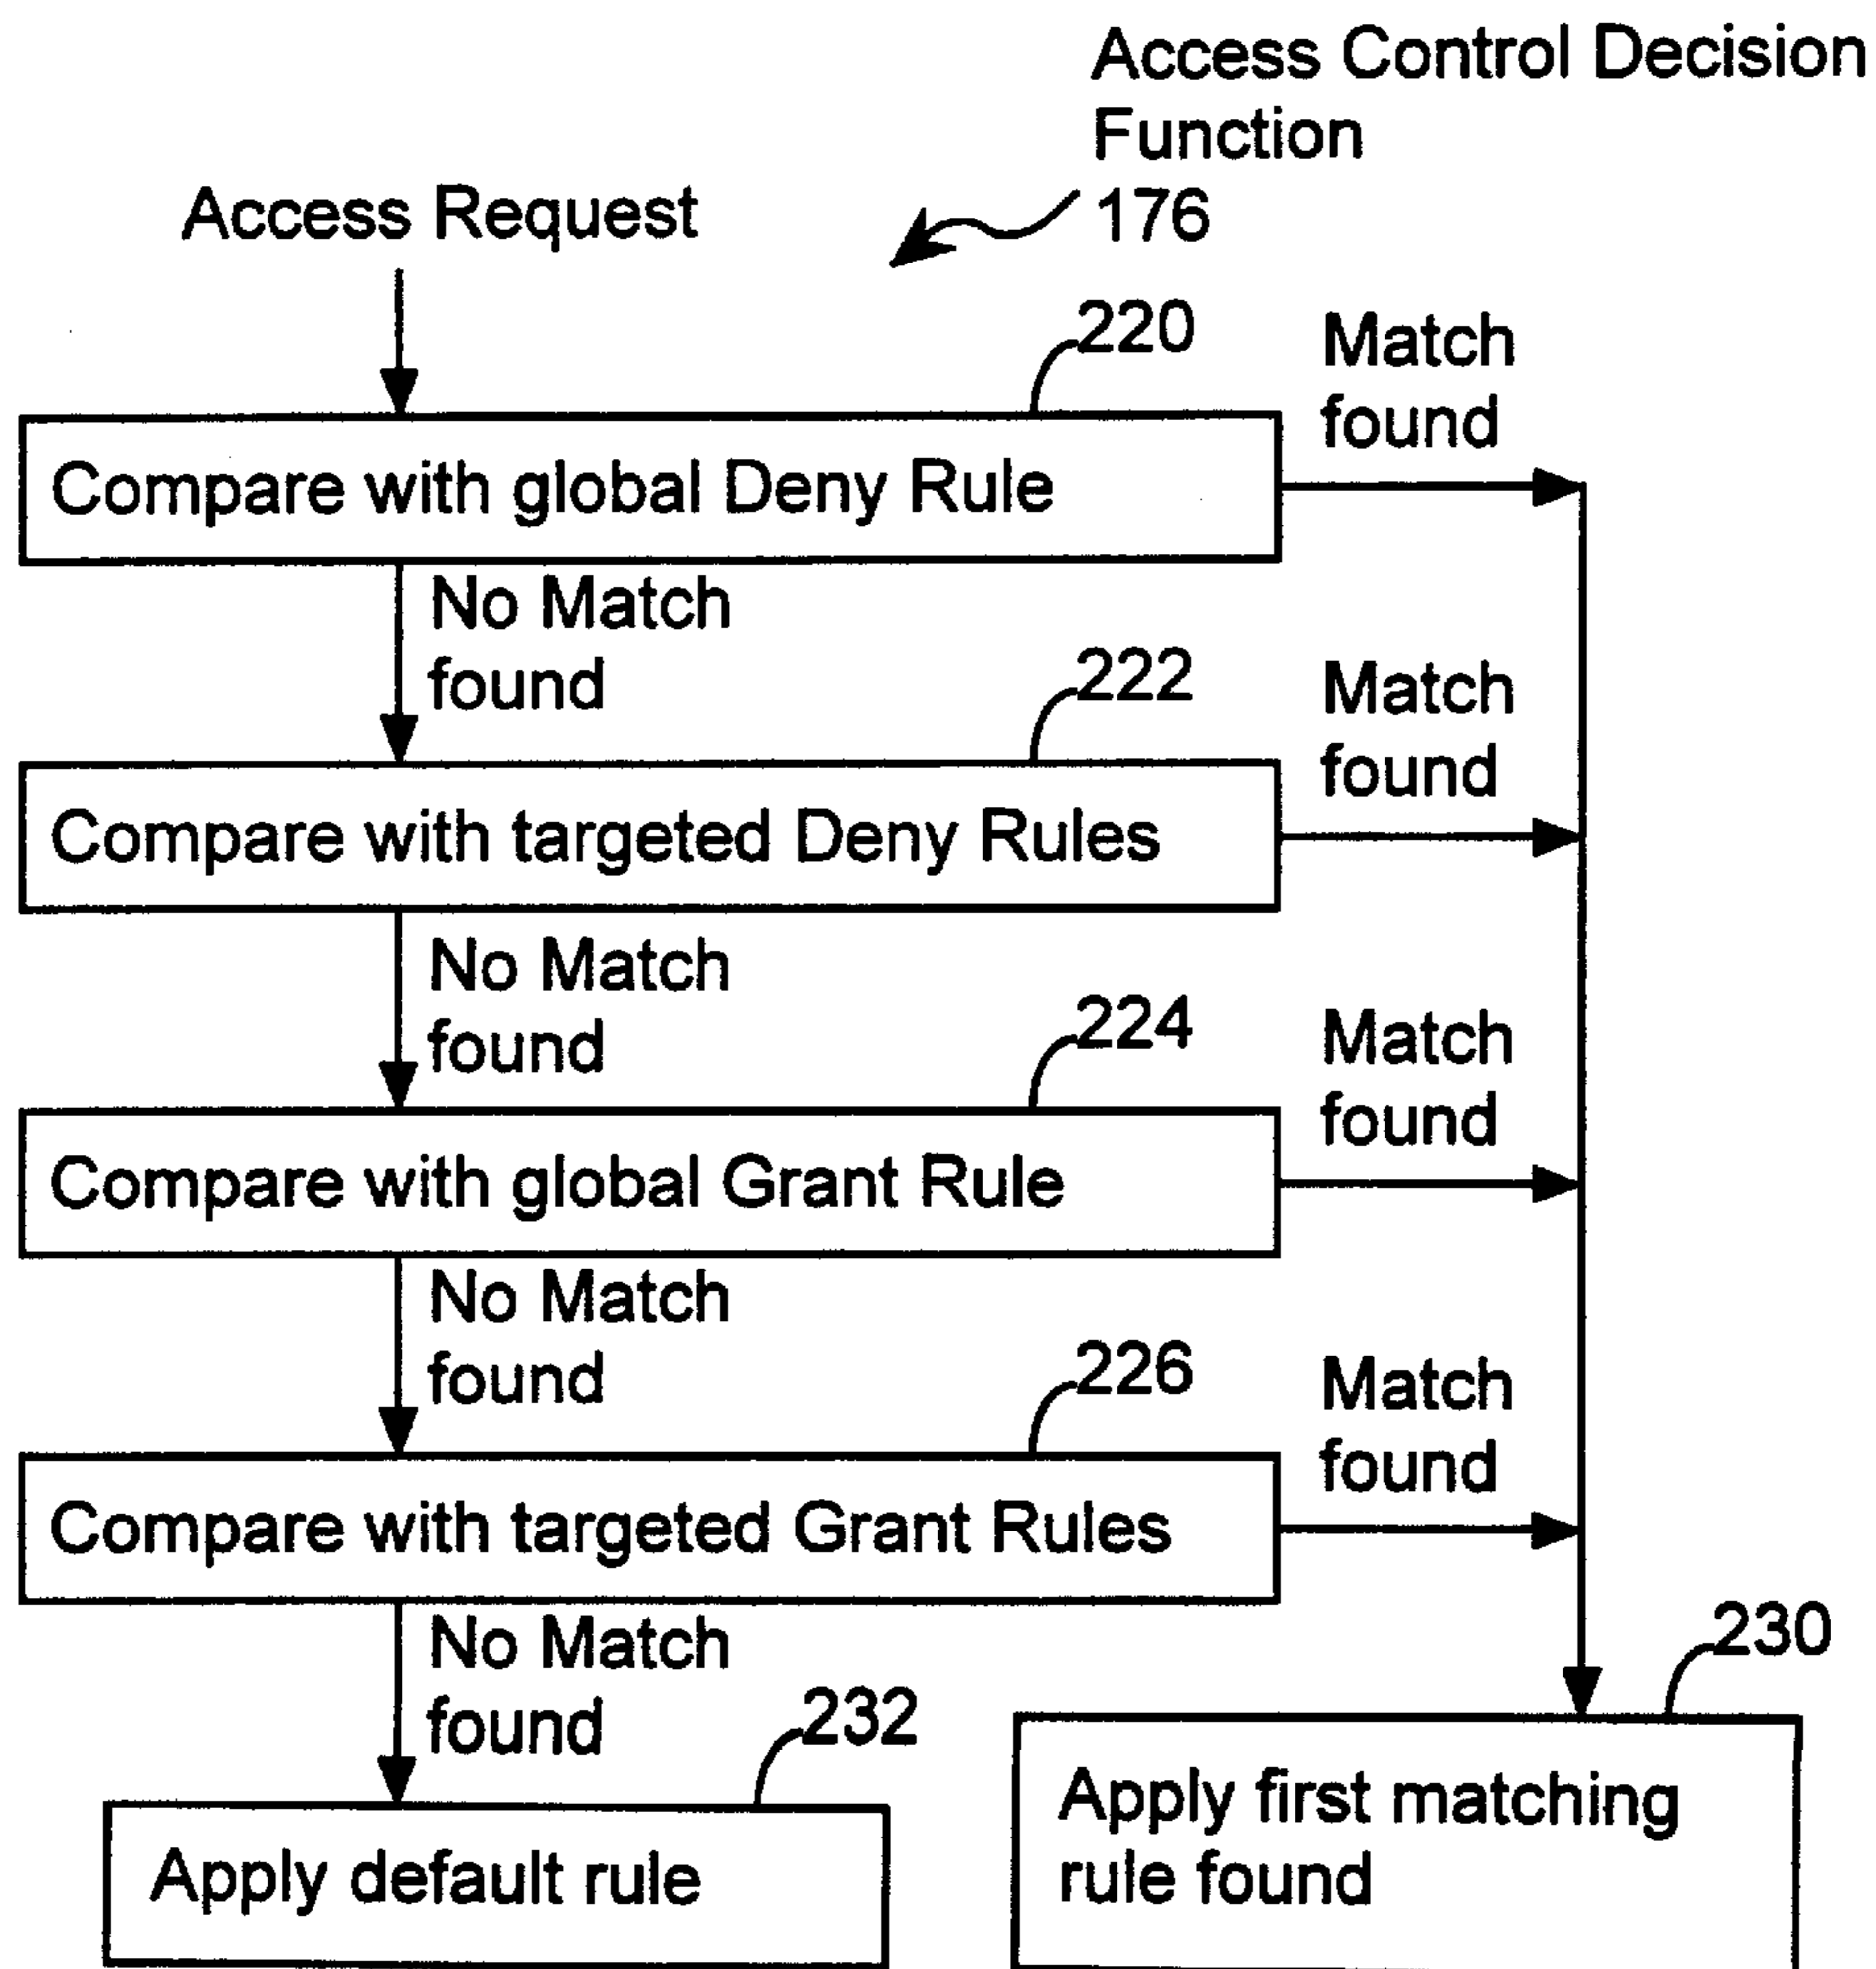 Access Control Decision
Function
176
Access Request
220
Match
found
Compare with global Deny Rule
No Match
found
222
Match
found
Compare with targeted Deny Rules
No Match
found
224
Match
found
Compare with global Grant Rule
No Match
found
226
Match
found
Compare with targeted Grant Rules
No Match
found
232
230
Apply default rule
Apply first matching
rule found